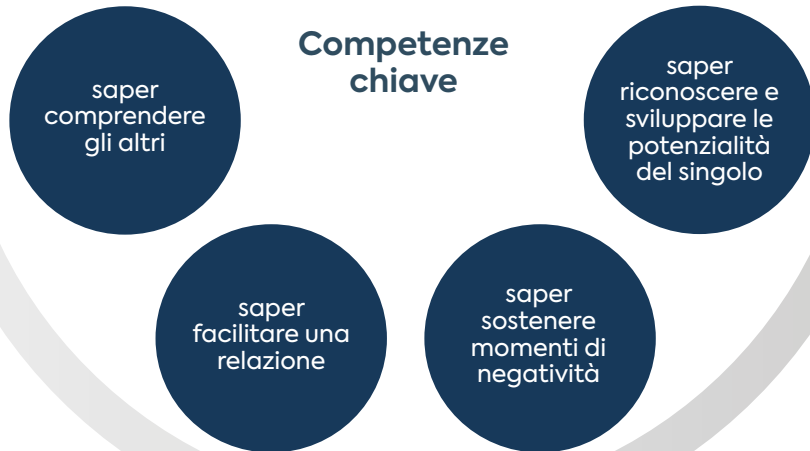 Competenze
chiave
saper
comprendere
gli altri
saper
facilitare una
relazione
saper
sostenere
momenti di
negatività
saper
riconoscere e
sviluppare le
potenzialità
del singolo